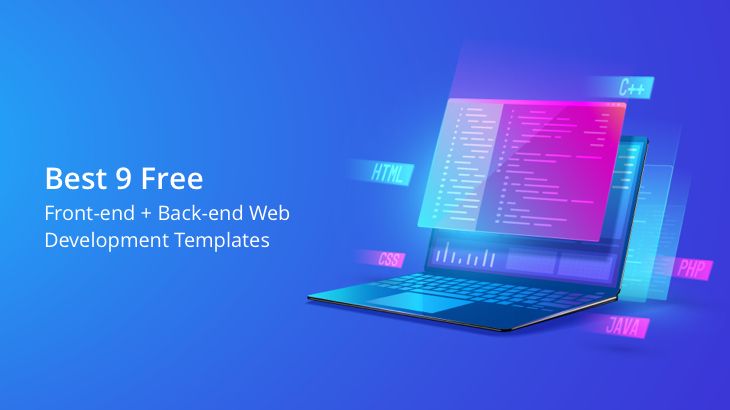 Best 9 Free
Front-end + Back-end Web
Development Templates
C++
HTML
CSS
PHP
JAVA